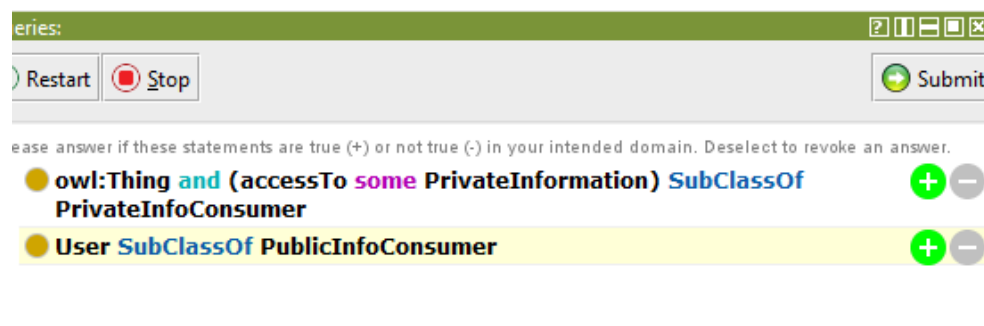 eries:
Restart Stop Submit
ease answer if these statements are true (+) or not true (-) in your intended domain. Deselect to revoke an answer.
owl:Thing and (accessTo some PrivateInformation) SubClassOf
PrivateInfoConsumer
User SubClassOf PublicInfoConsumer